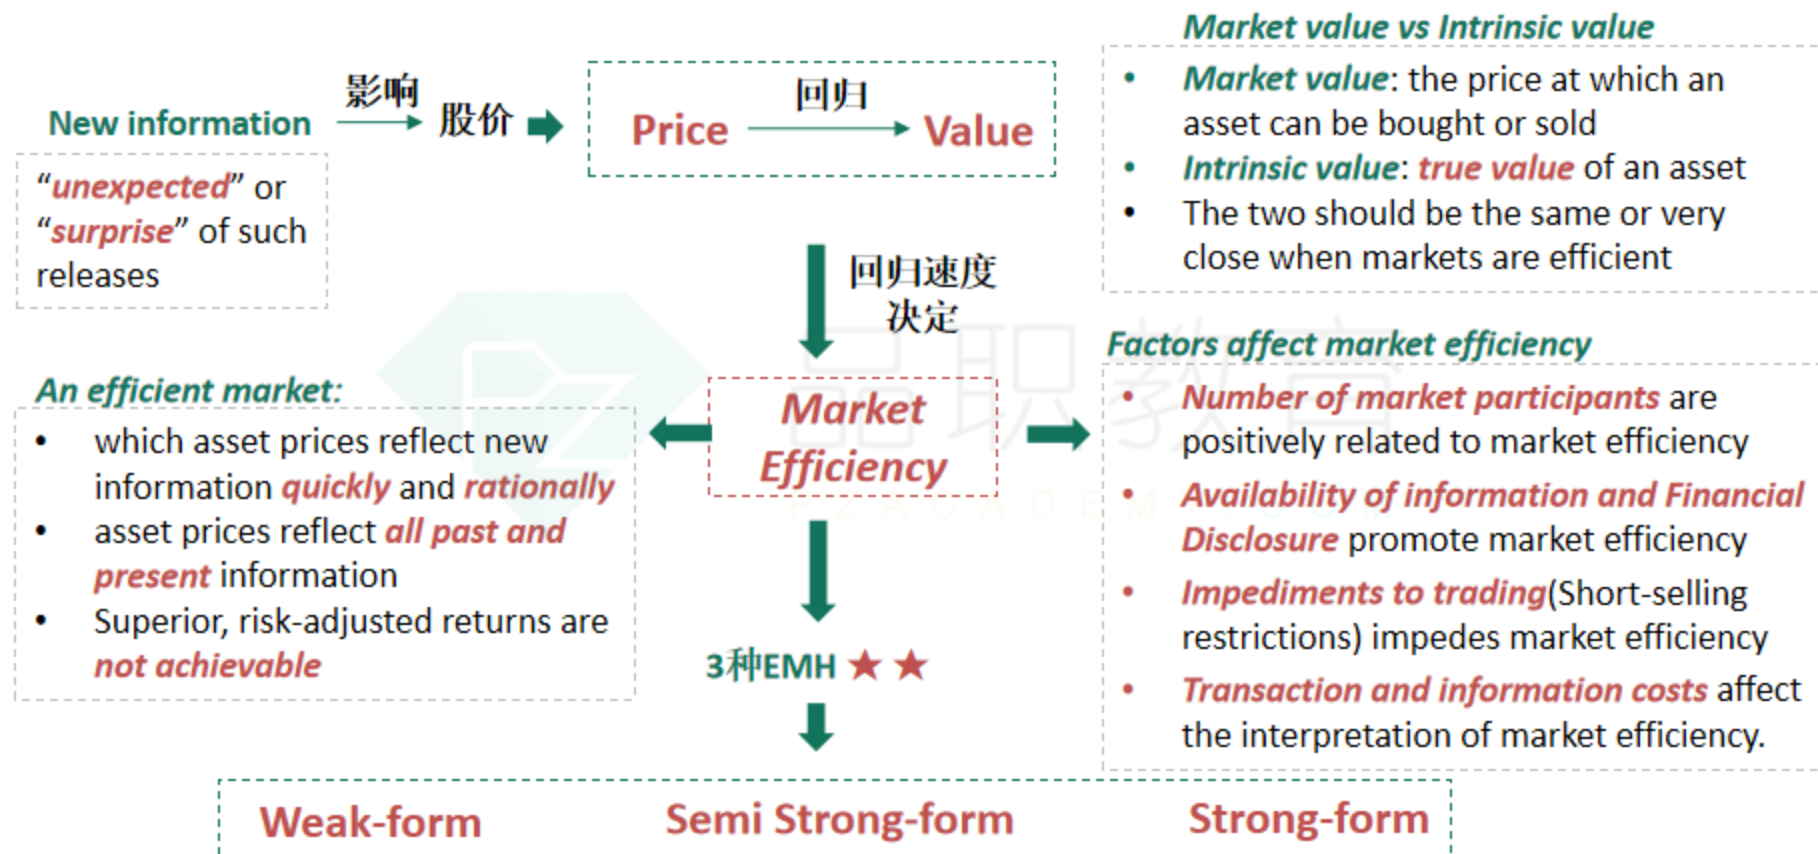 Market value vs Intrinsic value
New information
影响
股价
Price
回归
Value
• Market value: the price at which an
asset can be bought or sold
• Intrinsic value: true value of an asset
• The two should be the same or very
close when markets are efficient
“unexpected” or
“surprise” of such
releases
回归速度
决定
Factors affect market efficiency
• Number of market participants are
positively related to market efficiency
• Availability of information and Financial
Disclosure promote market efficiency
• Impediments to trading(Short-selling
restrictions) impedes market efficiency
• Transaction and information costs affect
the interpretation of market efficiency.
An efficient market:
• which asset prices reflect new
information quickly and rationally
• asset prices reflect all past and
present information
• Superior, risk-adjusted returns are
not achievable
Market
Efficiency
品职教育
3种EMH ★ ★
Weak-form
Semi Strong-form
Strong-form